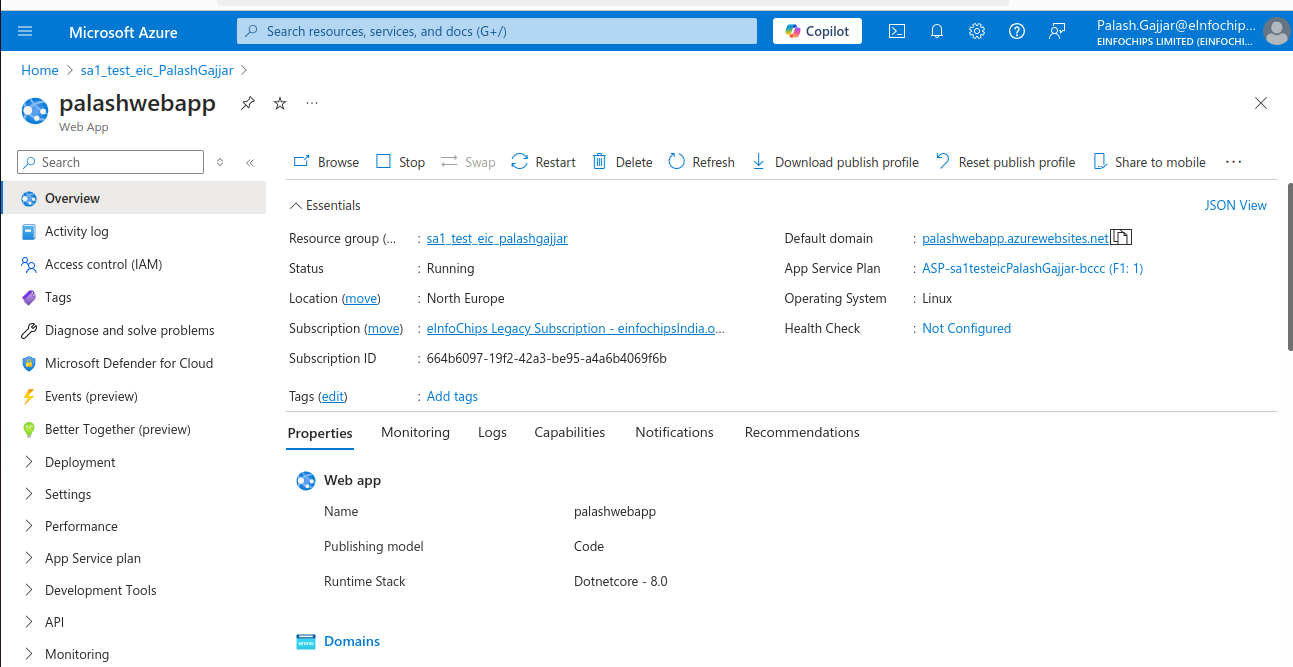 Microsoft Azure
Search resources, services, and docs (G+/)
Copilot
Palash.Gajjar@eInfochip...
EINFOCHIPS LIMITED (EINFOCHI...
Home > sa1_test_eic_PalashGajjar >
palashwebapp
Web App
Search
Browse Stop Swap Restart Delete Refresh Download publish profile Reset publish profile Share to mobile
Overview
Activity log
Access control (IAM)
Tags
Diagnose and solve problems
Microsoft Defender for Cloud
Events (preview)
Better Together (preview)
Deployment
Settings
Performance
App Service plan
Development Tools
API
Monitoring
Essentials
JSON View
Resource group (... : sa1_test_eic_palashgajjar
Status : Running
Location (move) : North Europe
Subscription (move) : eInfoChips Legacy Subscription - einfochipsIndia.o...
Subscription ID : 664b6097-19f2-42a3-be95-a4a6b4069f6b
Default domain : palashwebapp.azurewebsites.net
App Service Plan : ASP-sa1testeicPalashGajjar-bccc (F1: 1)
Operating System : Linux
Health Check : Not Configured
Tags (edit) : Add tags
Properties Monitoring Logs Capabilities Notifications Recommendations
Web app
Name palashwebapp
Publishing model Code
Runtime Stack Dotnetcore - 8.0
Domains